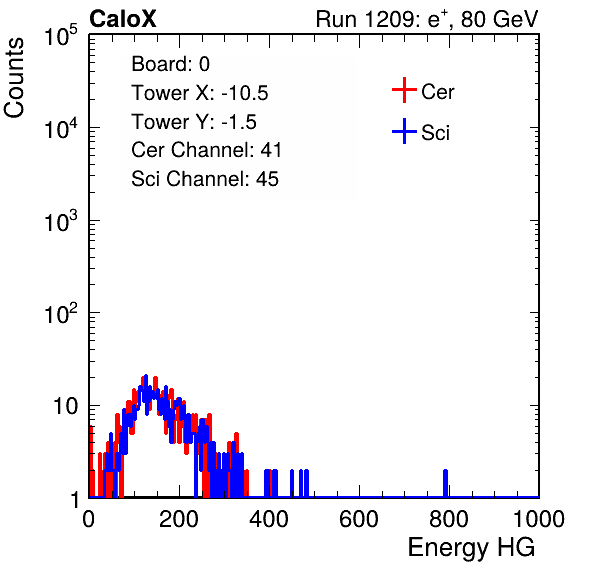 CaloX Run 1209: e⁺, 80 GeV
Counts
Board: 0
Tower X: -10.5
Tower Y: -1.5
Cer Channel: 41
Sci Channel: 45
Cer
Sci
10⁵
10⁴
10³
10²
10
1
0 200 400 600 800 1000
Energy HG